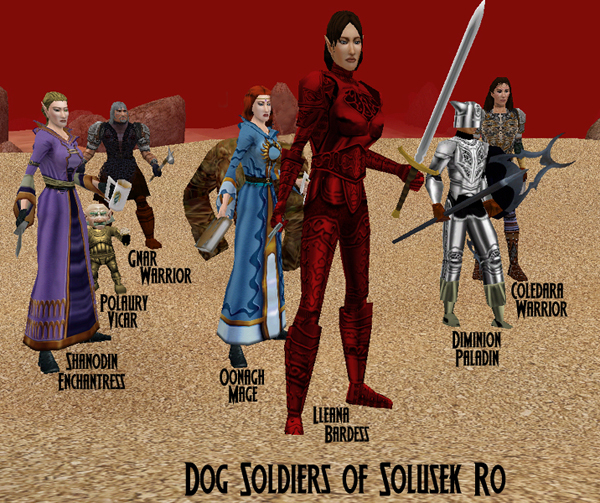 Gnar
Warrior
Polaury
Vicar
Shanodin
Enchantress
Oonagh
Mage
Lleana
Bardess
Diminion
Paladin
Coledara
Warrior
Dog Soldiers of Solusek Ro